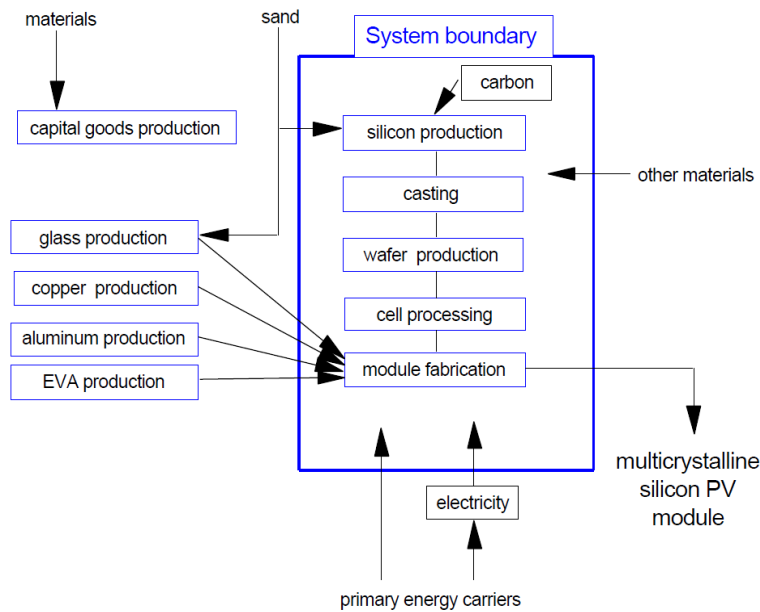 materials
sand
System boundary
carbon
capital goods production
silicon production
casting
other materials
glass production
wafer production
copper production
cell processing
aluminum production
module fabrication
EVA production
multicrystalline
silicon PV
module
electricity
primary energy carriers